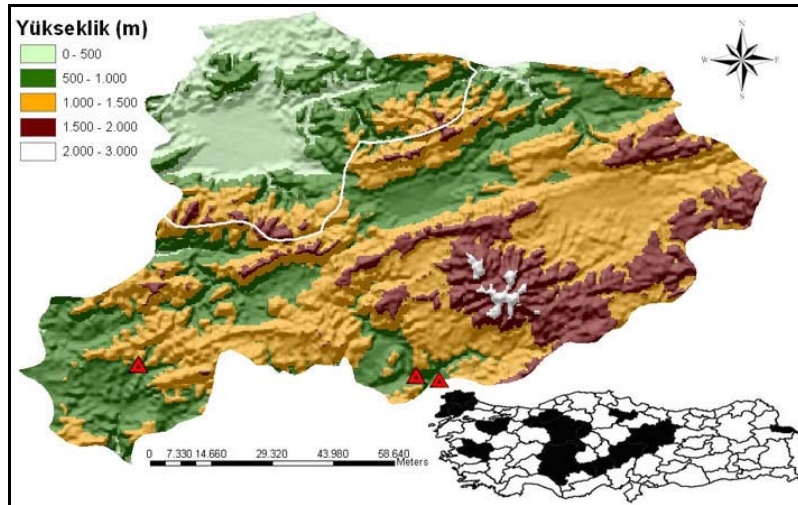 Yükseklik (m)
0 - 500
500 - 1.000
1.000 - 1.500
1.500 - 2.000
2.000 - 3.000
N
W E
S
0 7.330 14.660 29.320 43.980 58.640
Meters